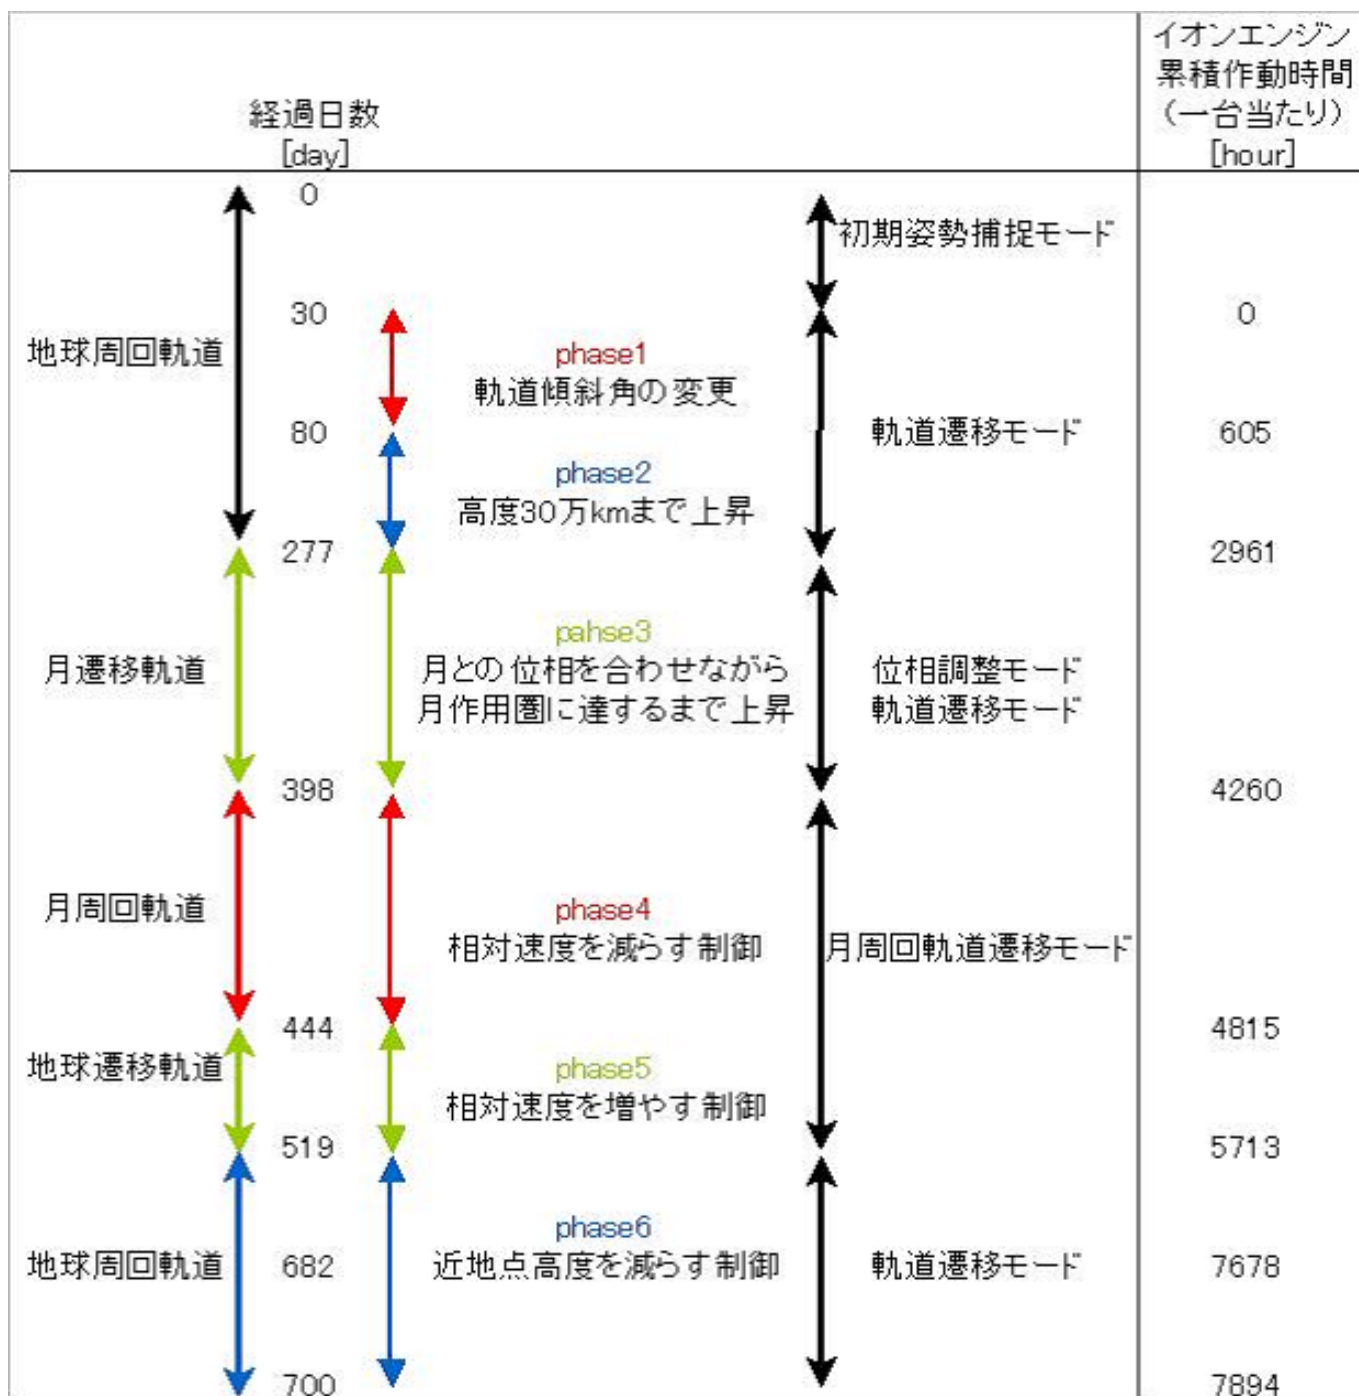 イオンエンジン
累積作動時間
（一台当たり）
[hour]
経過日数
[day]
0
初期姿勢捕捉モード
30
0
地球周回軌道
phase1
軌道傾斜角の変更
80
軌道遷移モード
605
phase2
高度30万kmまで上昇
277
2961
pahse3
月遷移軌道
月との位相を合わせながら
月作用圏に達するまで上昇
位相調整モード
軌道遷移モード
398
4260
月周回軌道
phase4
相対速度を減らす制御
月周回軌道遷移モード
444
4815
地球遷移軌道
phase5
相対速度を増やす制御
519
5713
phase6
地球周回軌道
682
近地点高度を減らす制御
軌道遷移モード
7678
700
7894